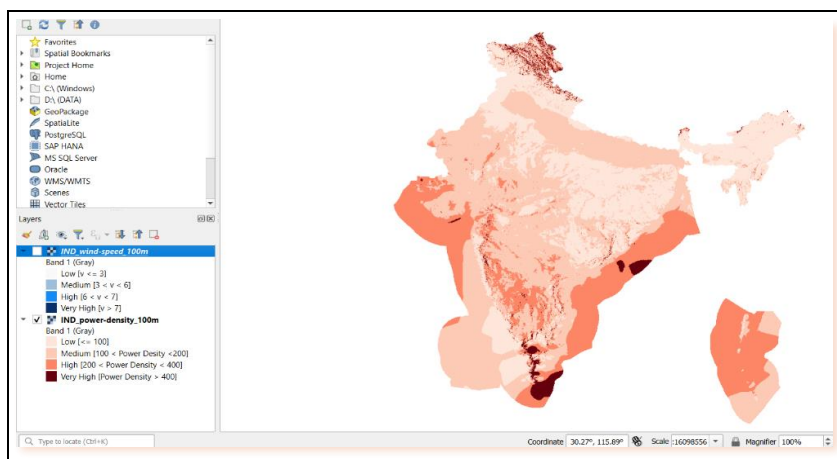 Favorites
Spatial Bookmarks
Project Home
Home
C:\ (Windows)
D:\ (DATA)
GeoPackage
SpatiaLite
PostgreSQL
SAP HANA
MS SQL Server
Oracle
WMS/WMTS
Scenes
Vector Tiles
Layers
IND_wind-speed_100m
Band 1 (Gray)
Low [v <= 3]
Medium [3 < v < 6]
High [6 < v < 7]
Very High [v > 7]
IND_power-density_100m
Band 1 (Gray)
Low [<= 100]
Medium [100 < Power Desity <200]
High [200 < Power Density < 400]
Very High [Power Density > 400]
Type to locate (Ctrl+K)
Coordinate 30.27°, 115.89° Scale :16098556 Magnifier 100%